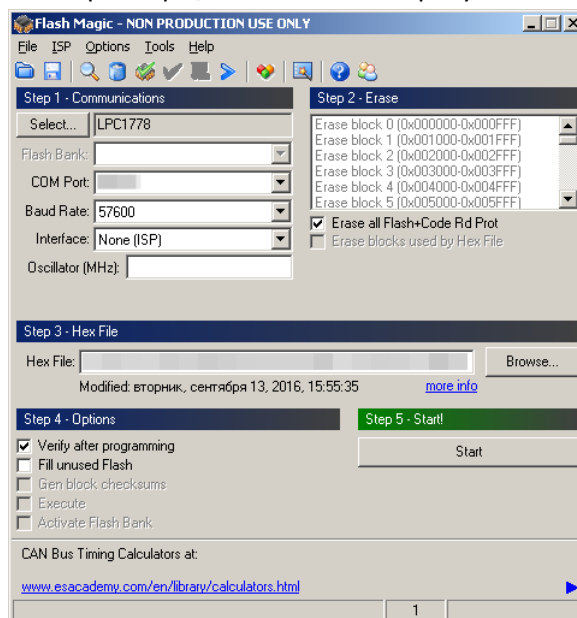 Flash Magic - NON PRODUCTION USE ONLY
File ISP Options Tools Help
Step 1 - Communications
Select... LPC1778
Flash Bank:
COM Port:
Baud Rate: 57600
Interface: None (ISP)
Oscillator (MHz):
Step 2 - Erase
Erase block 0 (0x000000-0x000FFF)
Erase block 1 (0x001000-0x001FFF)
Erase block 2 (0x002000-0x002FFF)
Erase block 3 (0x003000-0x003FFF)
Erase block 4 (0x004000-0x004FFF)
Erase block 5 (0x005000-0x005FFF)
Erase all Flash+Code Rd Prot
Erase blocks used by Hex File
Step 3 - Hex File
Hex File: Browse...
Modified: вторник, сентября 13, 2016, 15:55:35 more info
Step 4 - Options
Verify after programming
Fill unused Flash
Gen block checksums
Execute
Activate Flash Bank
Step 5 - Start!
Start
CAN Bus Timing Calculators at:
www.esacademy.com/en/library/calculators.html
1